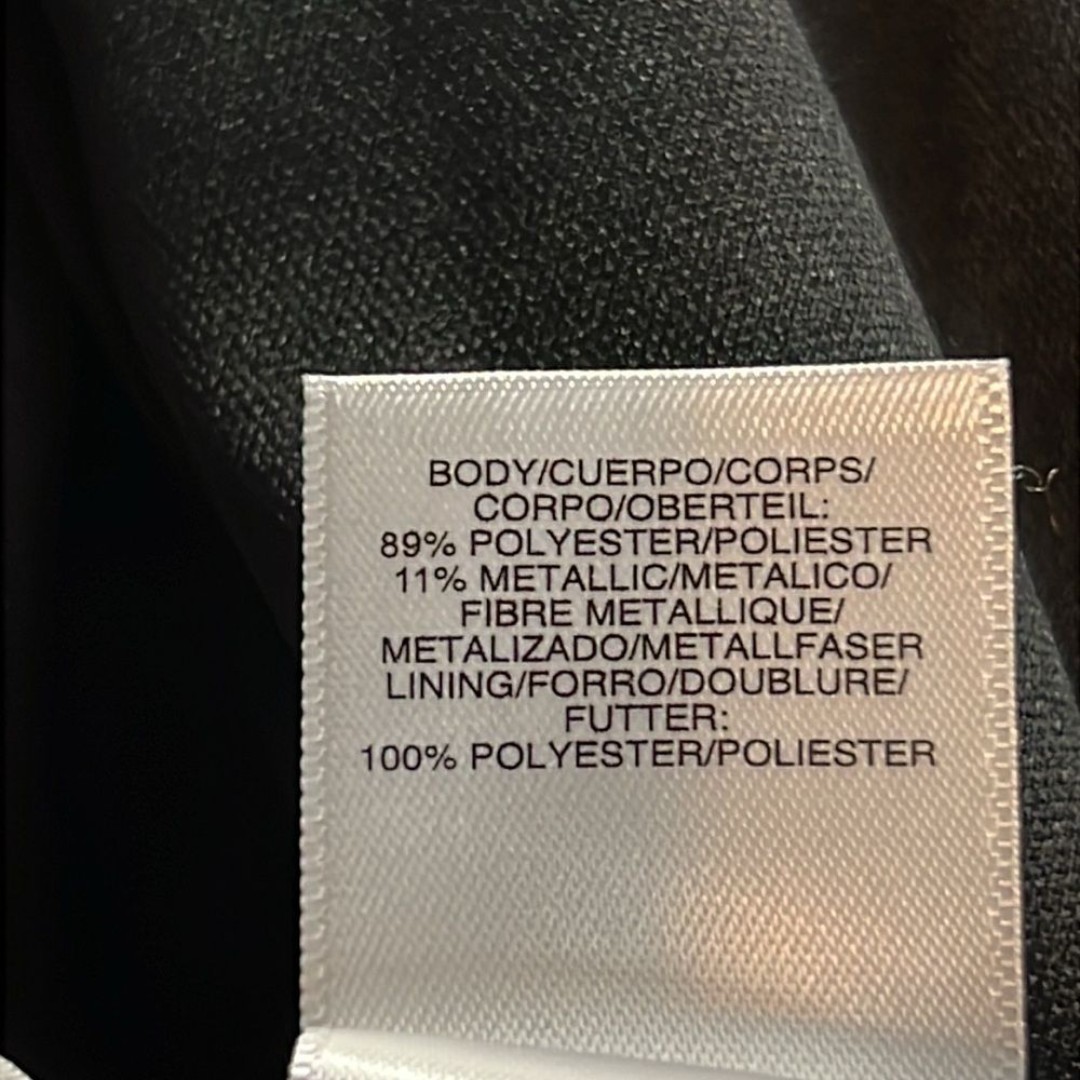 BODY/CUERPO/CORPS/
CORPO/OBERTEIL:
89% POLYESTER/POLIESTER
11% METALLIC/METALICO/
FIBRE METALLIQUE/
METALIZADO/METALLFASER
LINING/FORRO/DOUBLURE/
FUTTER:
100% POLYESTER/POLIESTER